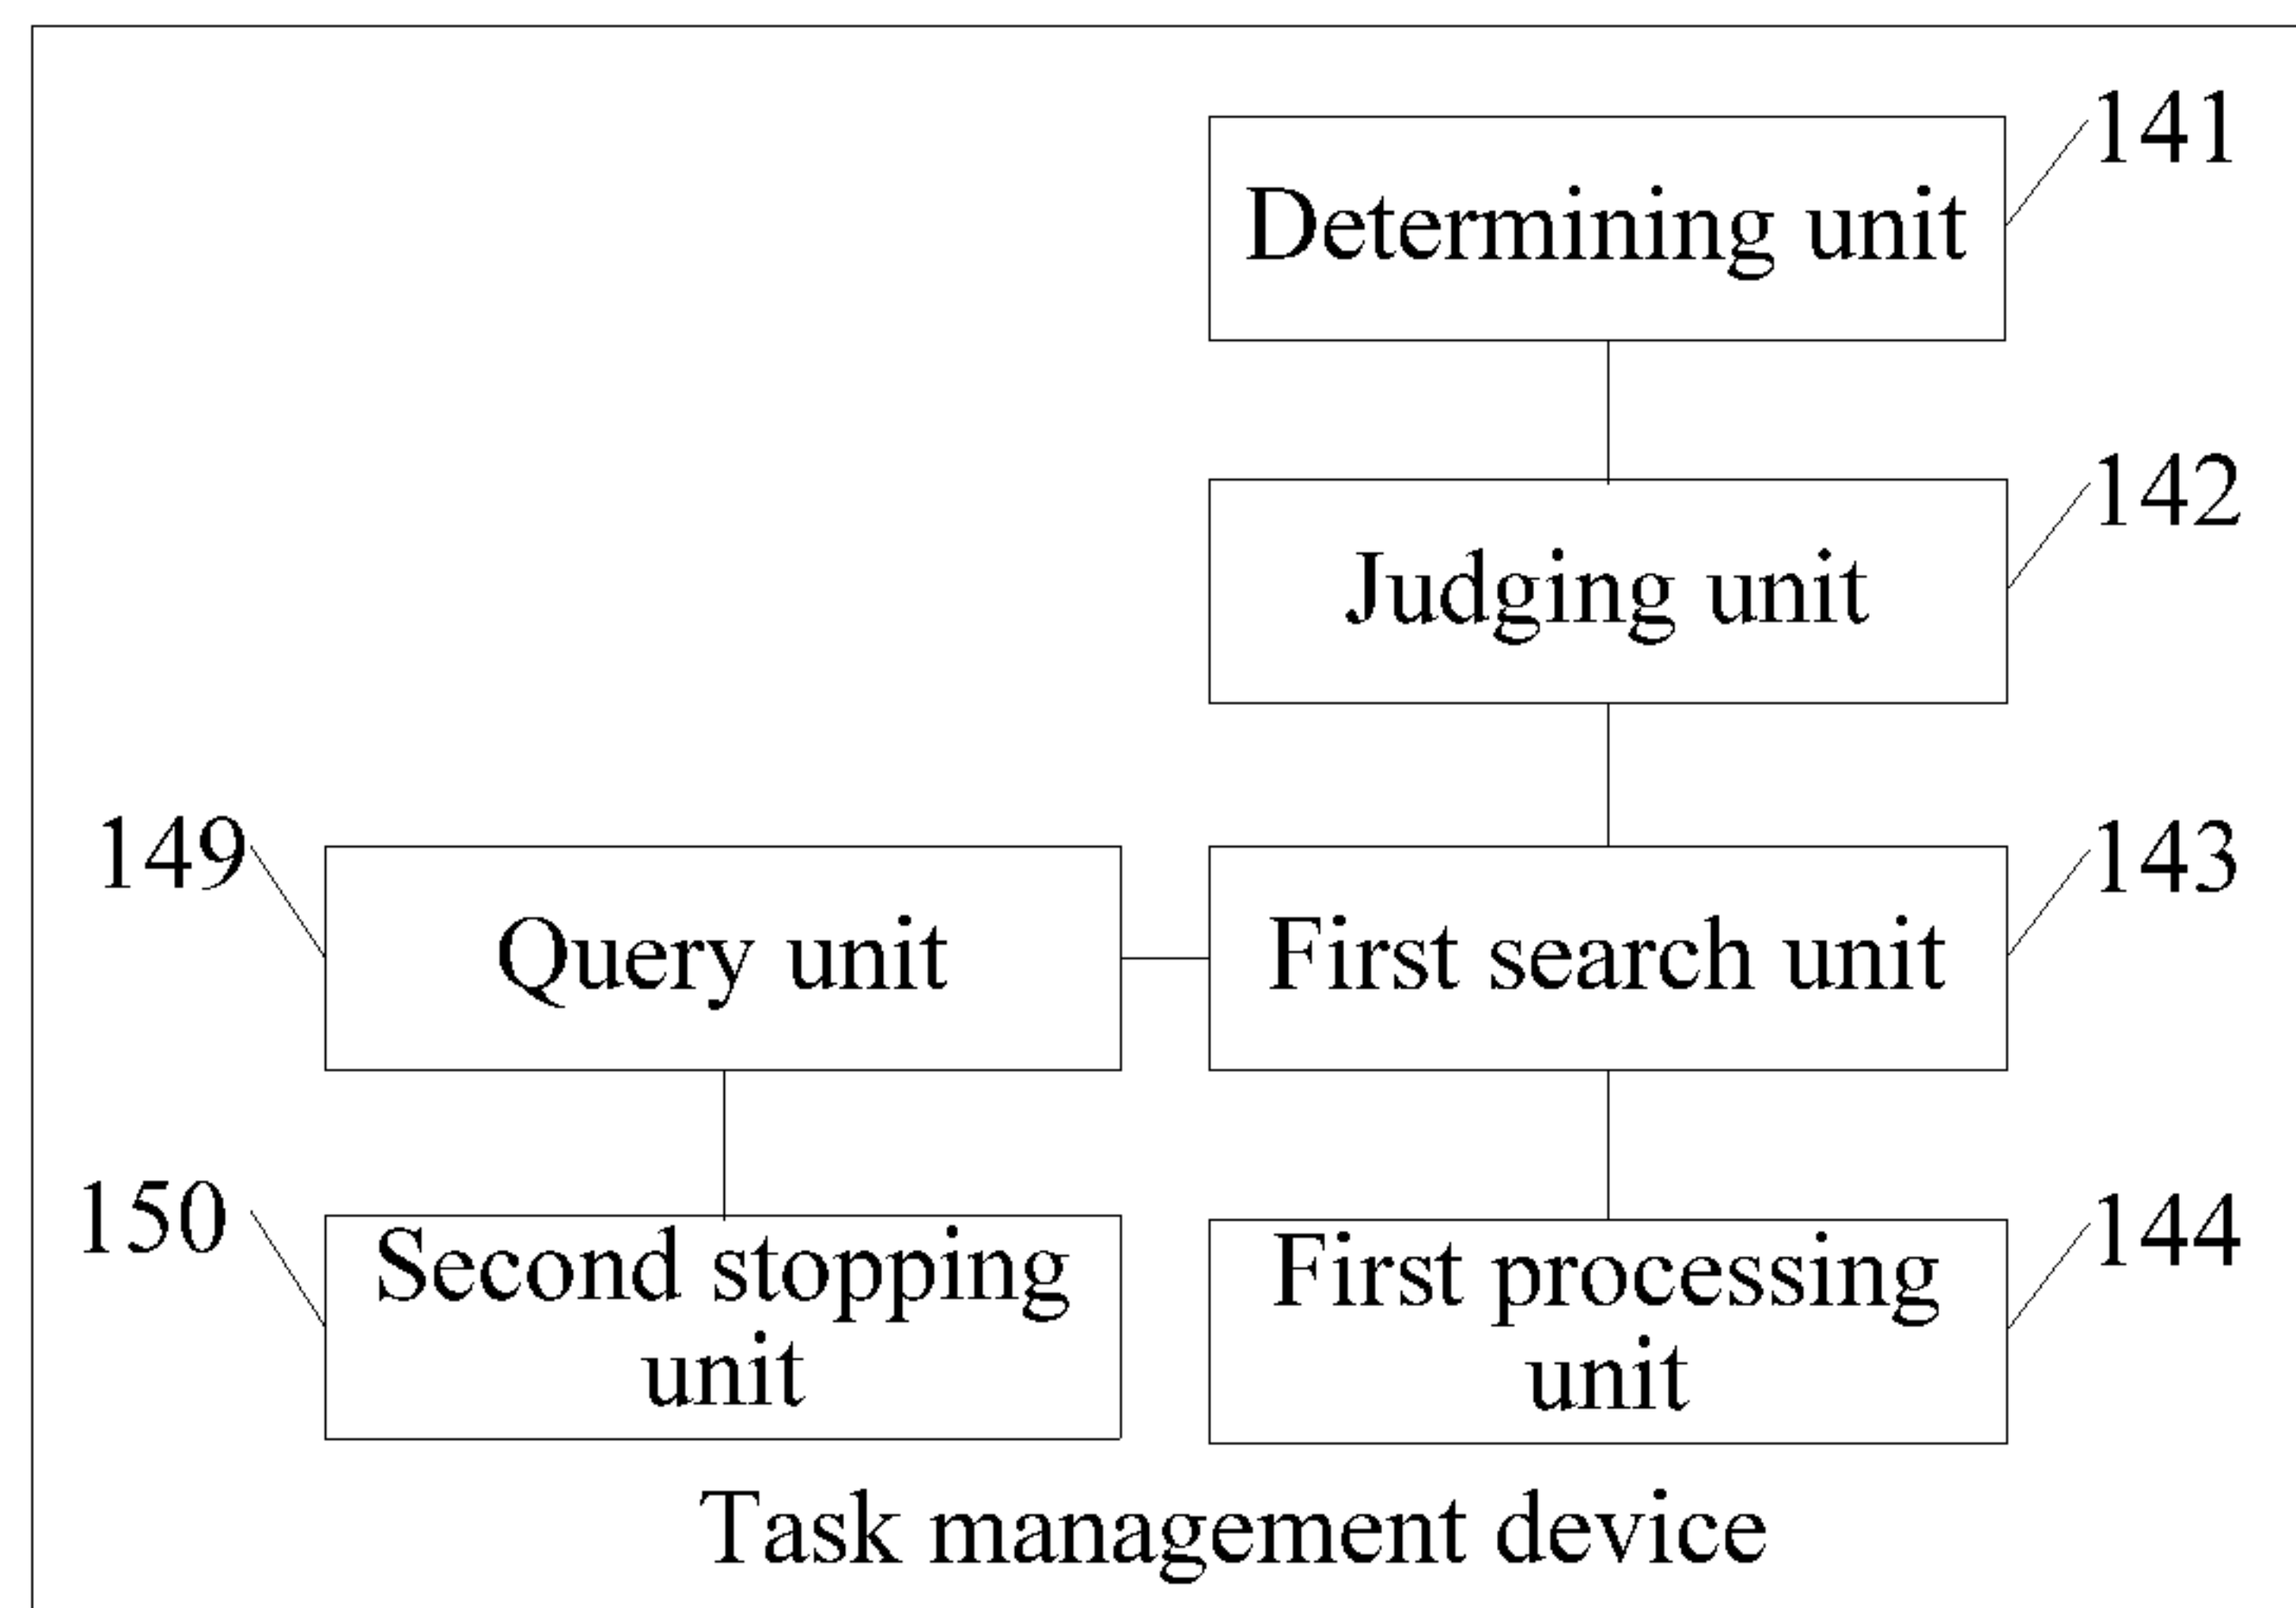 141
Determining unit
142
Judging unit
149
143
Query unit
First search unit
150
144
Second stopping
unit
First processing
unit
Task management device